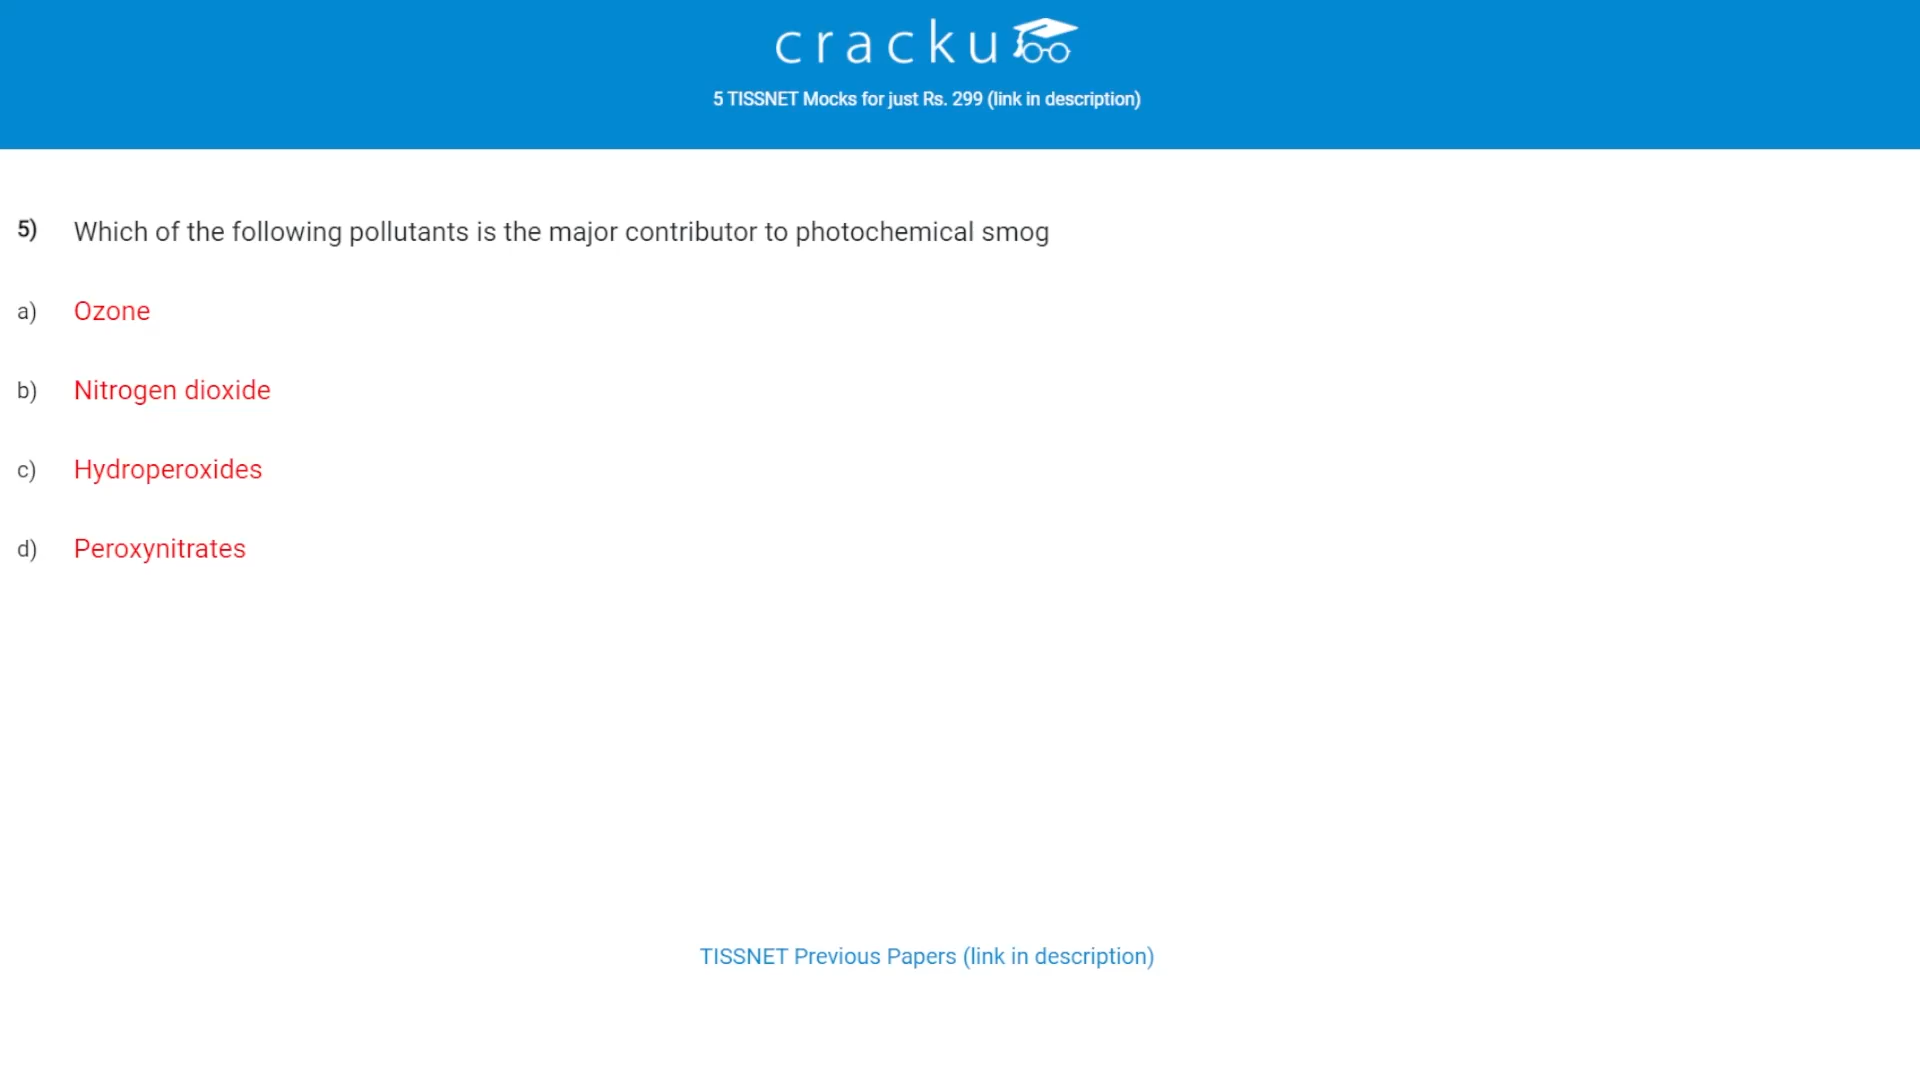 cracku
5 TISSNET Mocks for just Rs. 299 (link in description)
5) Which of the following pollutants is the major contributor to photochemical smog
a) Ozone
b) Nitrogen dioxide
c) Hydroperoxides
d) Peroxynitrates
TISSNET Previous Papers (link in description)